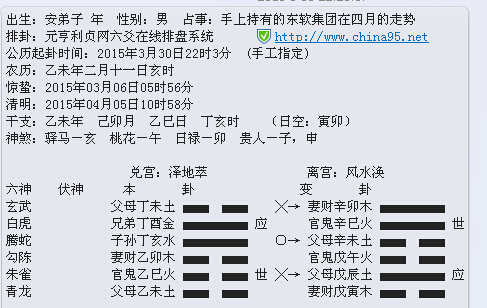 出生：安弟子 年 性别：男 占事：手上持有的东软集团在四月的走势
排卦：元亨利贞网六爻在线排盘系统 http://www.china95.net
公历起卦时间：2015年3月30日22时3分 (手工指定)
农历：乙未年二月十一日亥时
惊蛰：2015年03月06日05时56分
清明：2015年04月05日10时58分
干支：乙未年 己卯月 乙巳日 丁亥时 （日空：寅卯）
神煞：驿马－亥 桃花－午 日禄－卯 贵人－子，申
兑宫：泽地萃 离宫：风水涣
六神 伏神 本 卦 变 卦
玄武 父母丁未土 ╳→ 妻财辛卯木
白虎 兄弟丁酉金 应 官鬼辛巳火 世
螣蛇 子孙丁亥水 ○→ 父母辛未土
勾陈 妻财乙卯木 官鬼戊午火
朱雀 官鬼乙巳火 世 ╳→ 父母戊辰土 应
青龙 父母乙未土 妻财戊寅木